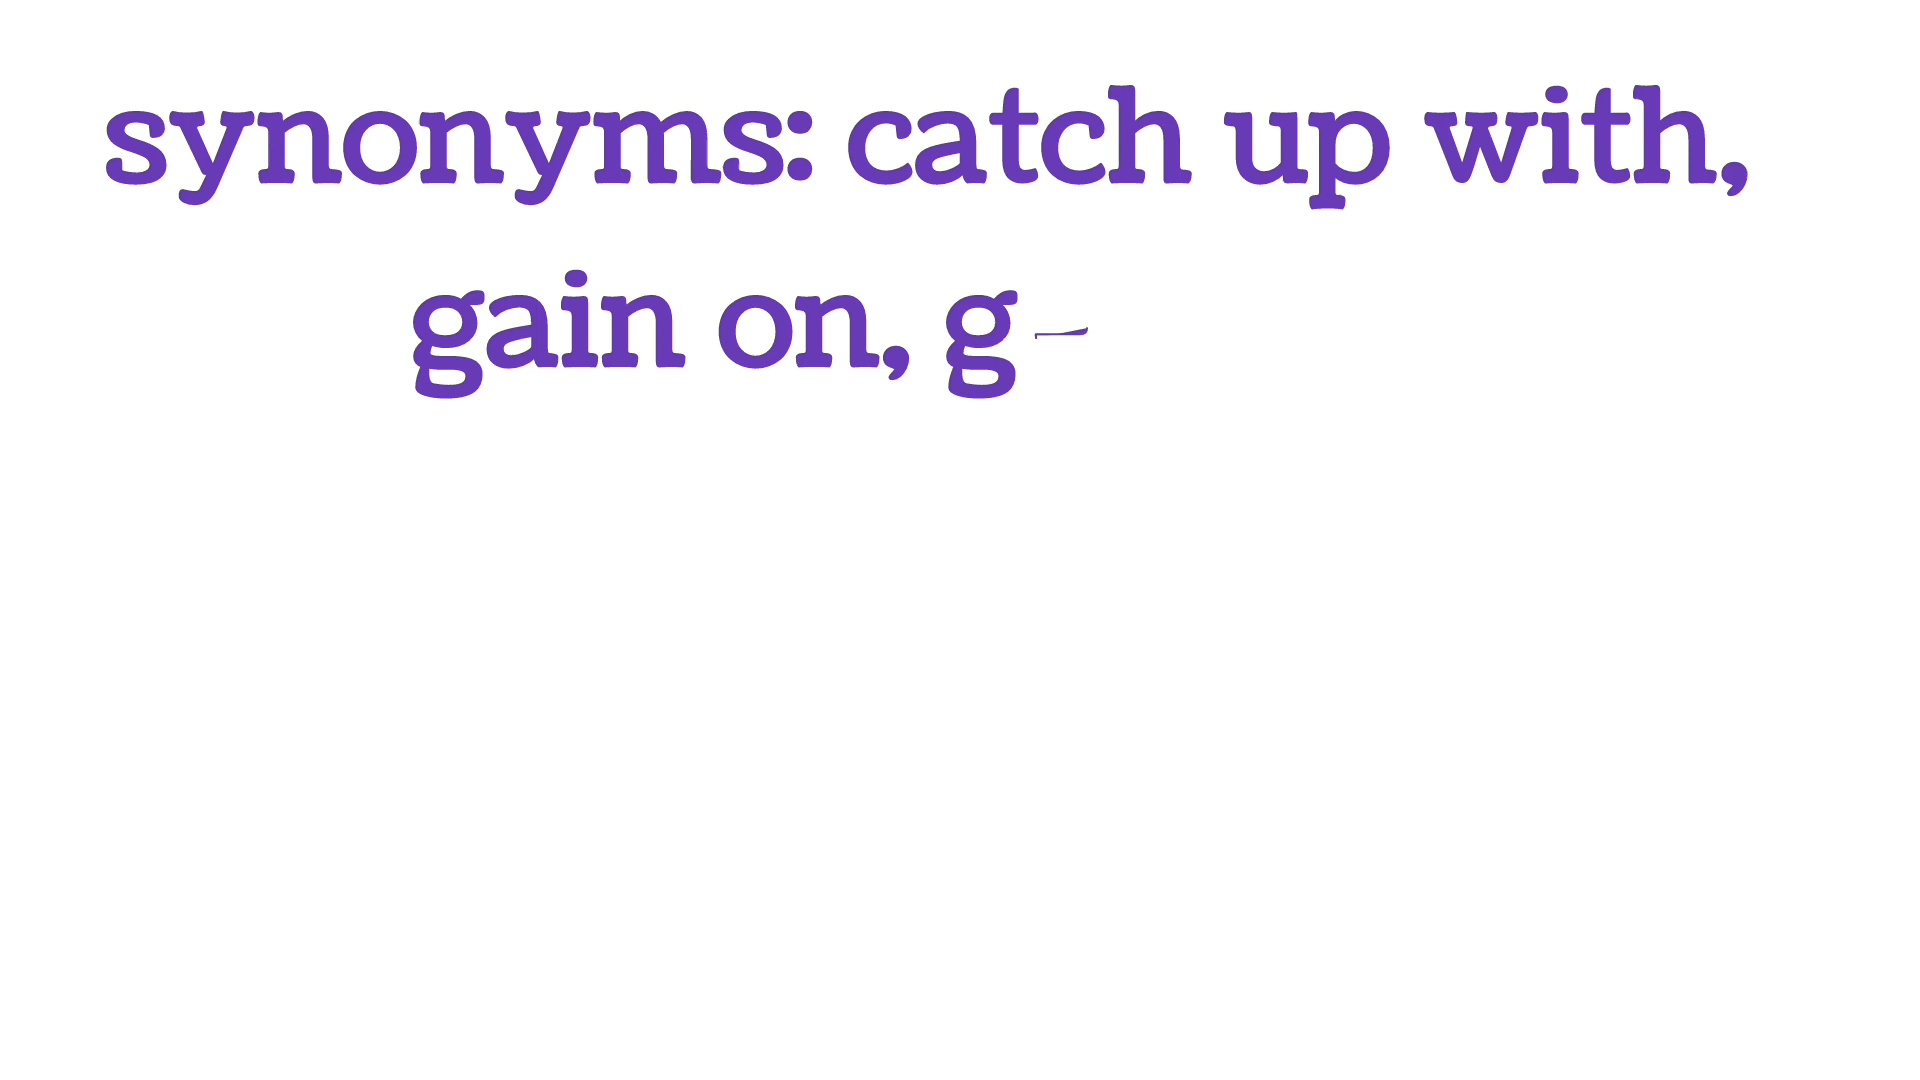 synonyms: catch up with,
gain on, g